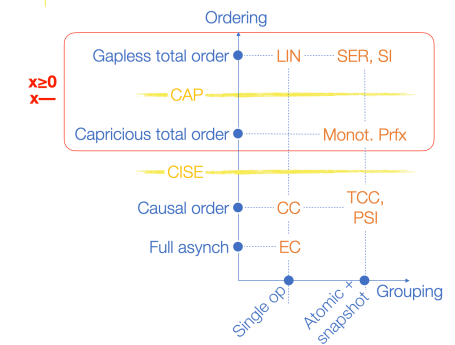 Ordering
Gapless total order
LIN
SER, SI
x≥0
x—
CAP
Capricious total order
Monot. Prfx
CISE
Causal order
CC
TCC,
PSI
Full asynch
EC
Grouping
Single op
Atomic +
snapshot